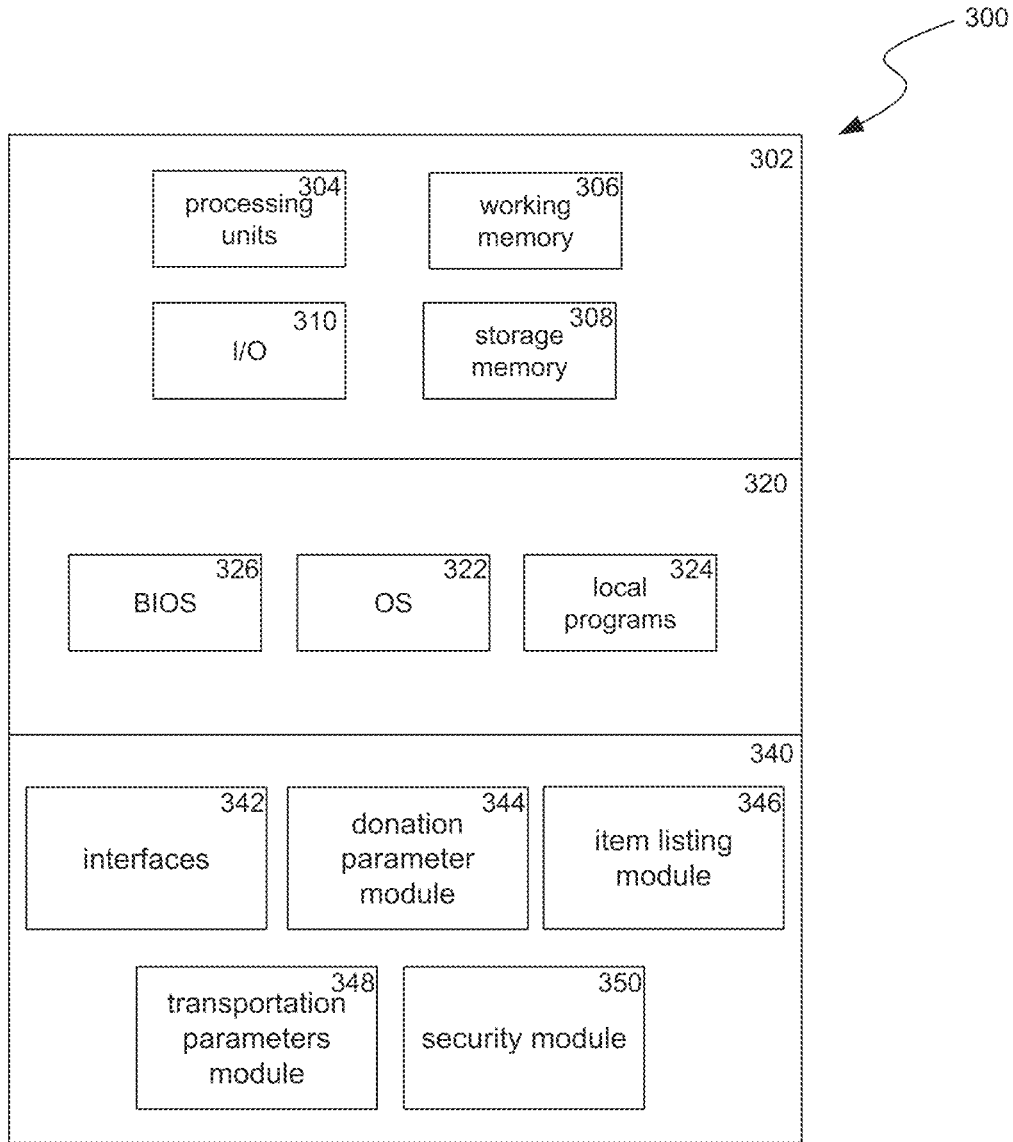 300
302
304
processing
units
306
working
memory
310
I/O
308
storage
memory
320
326
BIOS
322
OS
324
local
programs
340
342
interfaces
344
donation
parameter
module
346
item listing
module
348
transportation
parameters
module
350
security module